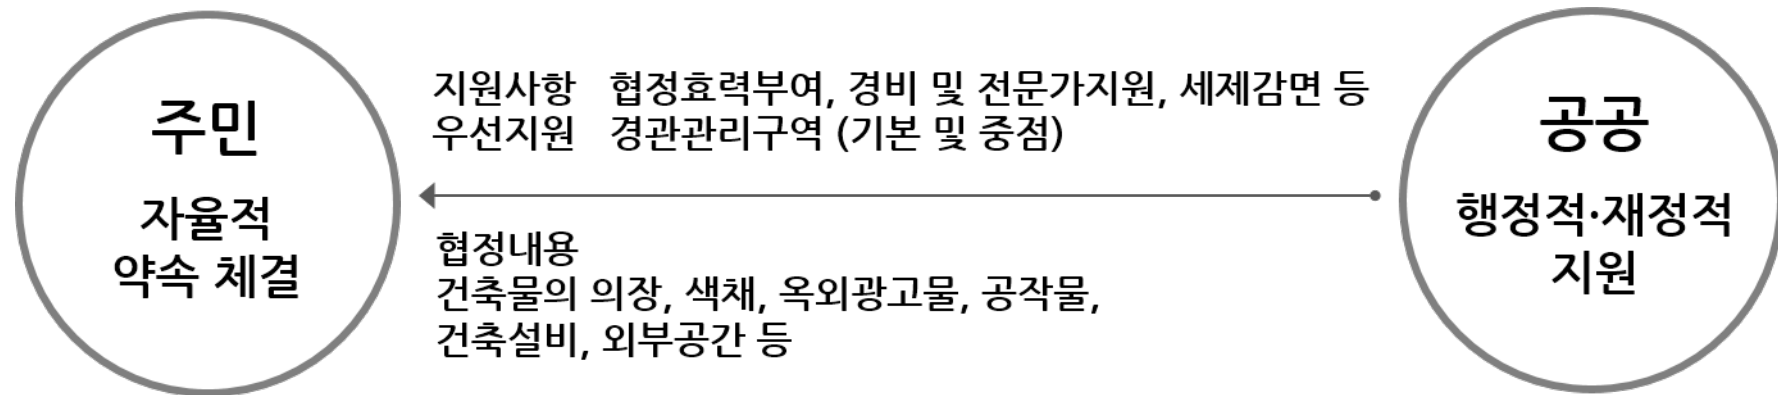 주민
자율적
약속 체결
지원사항 협정효력부여, 경비 및 전문가지원, 세제감면 등
우선지원 경관관리구역 (기본 및 중점)
협정내용
건축물의 의장, 색채, 옥외광고물, 공작물,
건축설비, 외부공간 등
공공
행정적·재정적
지원